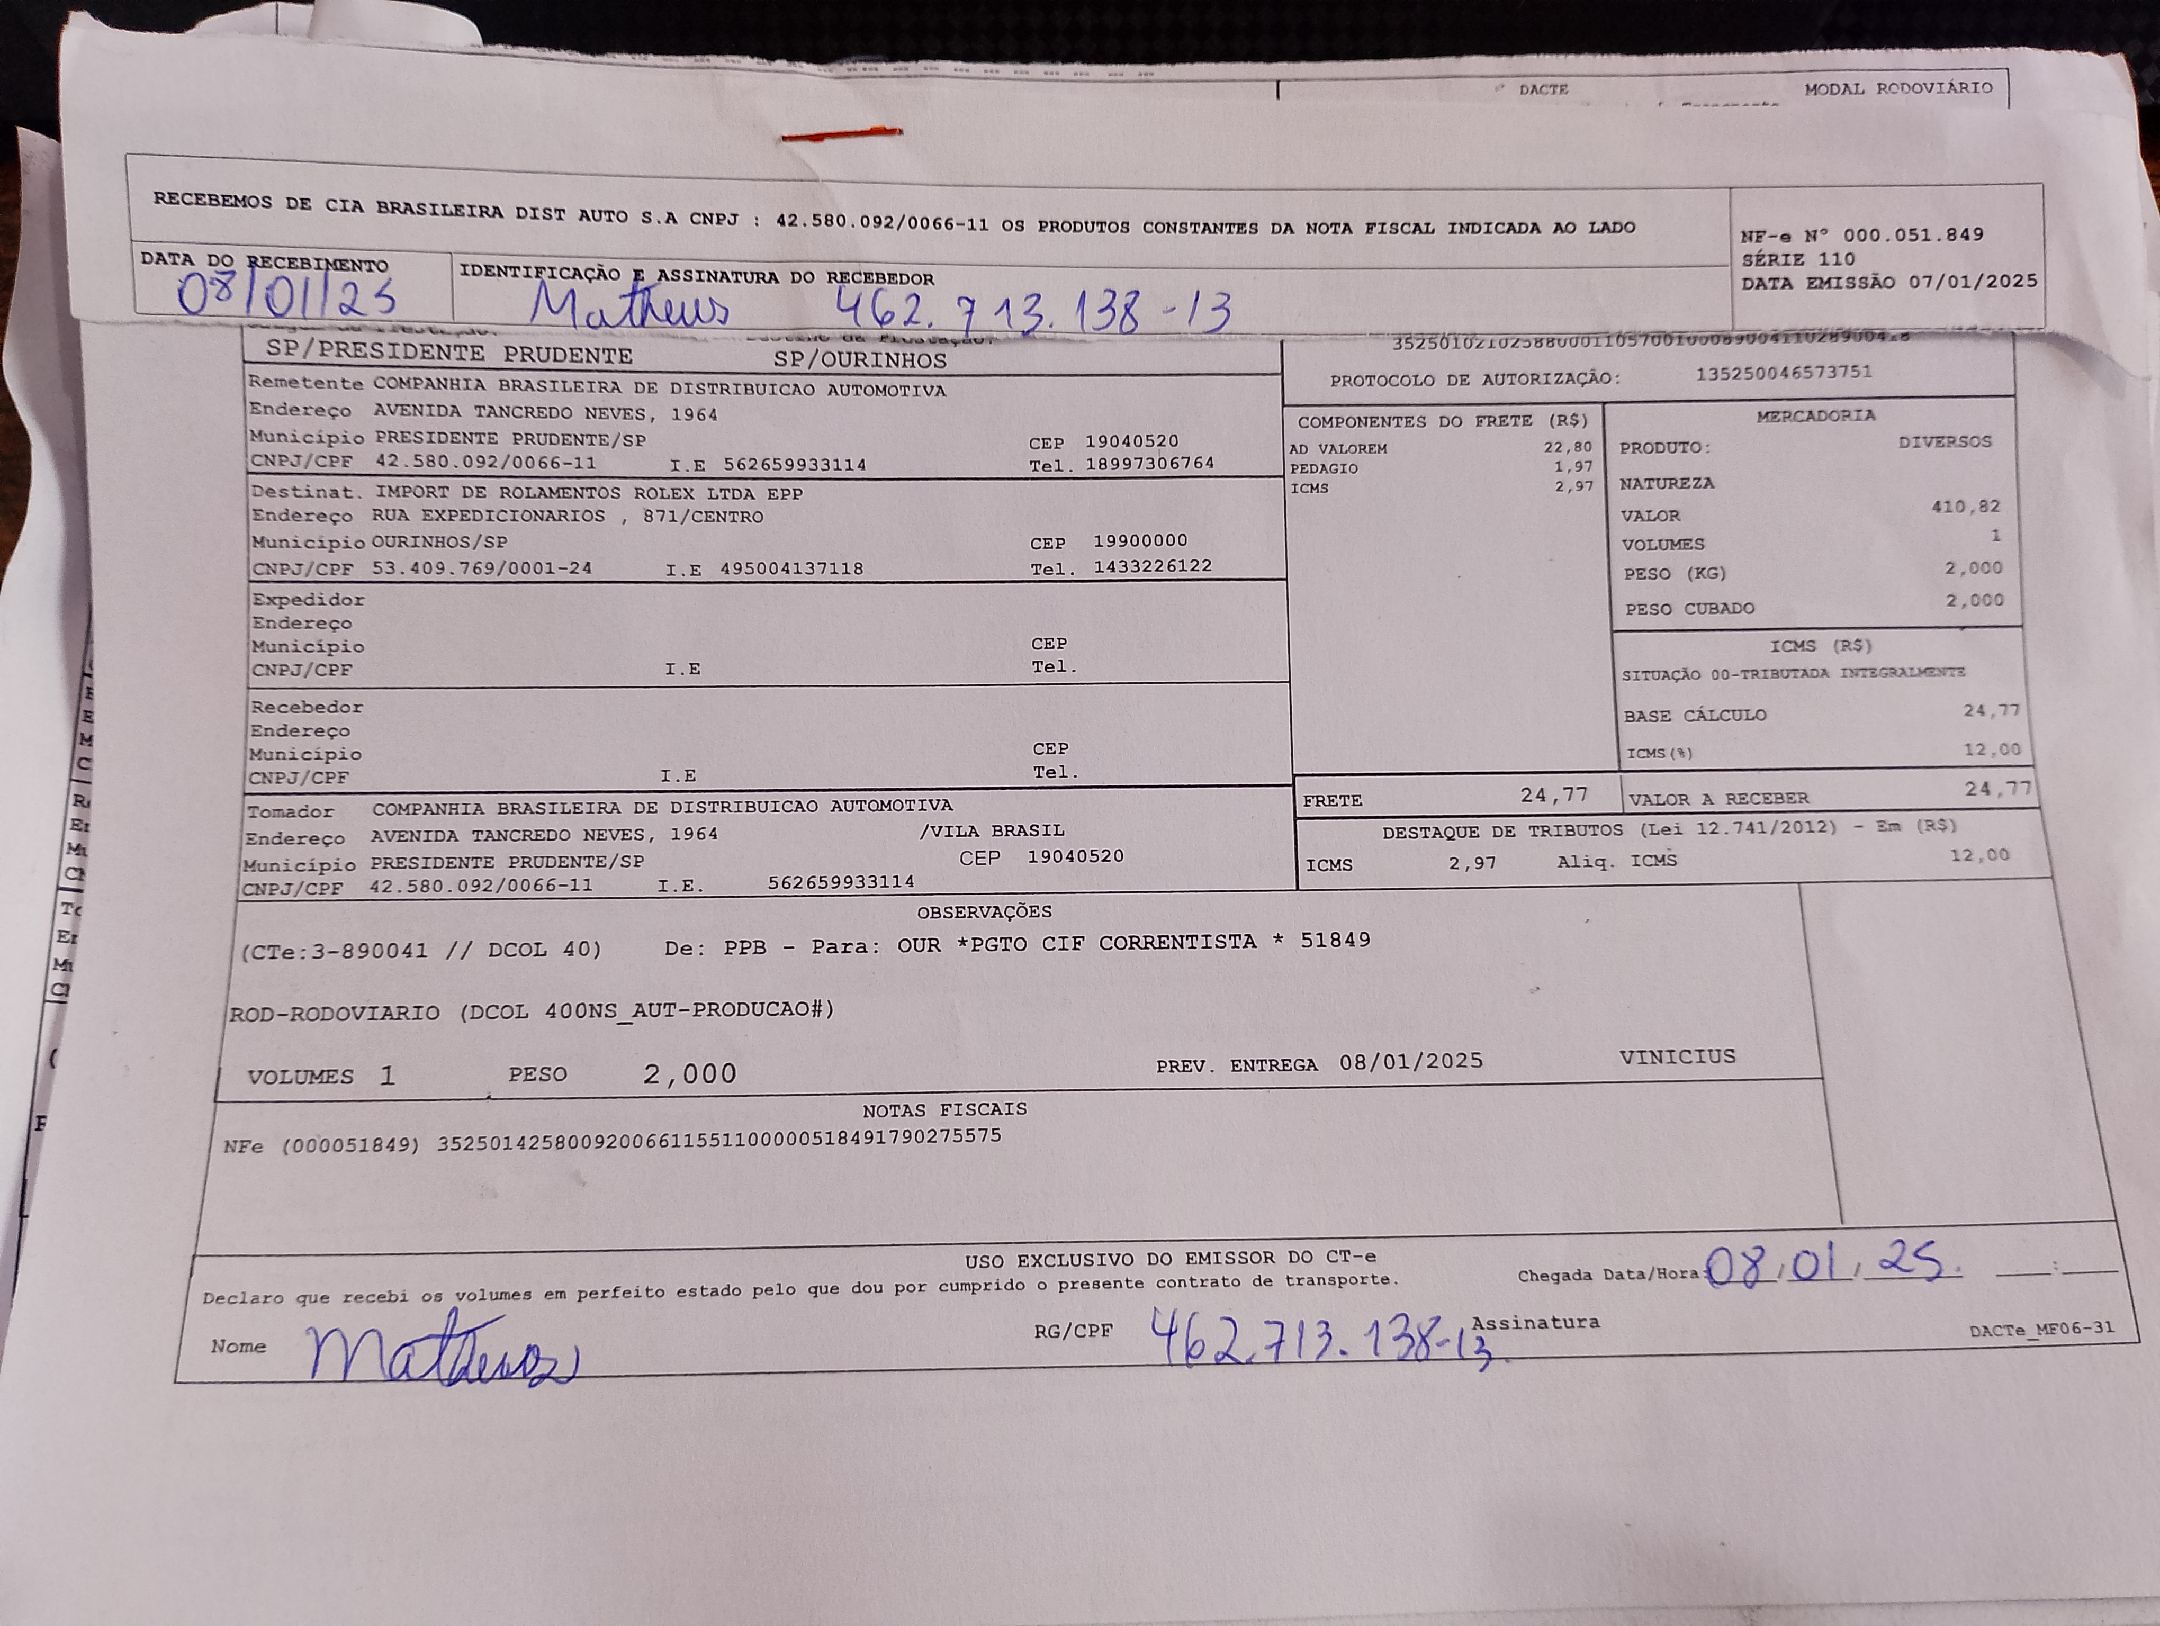 DACTE MODAL RODOVIÁRIO
RECEBEMOS DE CIA BRASILEIRA DIST AUTO S.A CNPJ : 42.580.092/0066-11 OS PRODUTOS CONSTANTES DA NOTA FISCAL INDICADA AO LADO
NF-e N° 000.051.849
SÉRIE 110
DATA EMISSÃO 07/01/2025
DATA DO RECEBIMENTO
08/01/25
IDENTIFICAÇÃO E ASSINATURA DO RECEBEDOR
Matheus 462.713.138-13
SP/PRESIDENTE PRUDENTE SP/OURINHOS
PROTOCOLO DE AUTORIZAÇÃO: 135250046573751
Remetente COMPANHIA BRASILEIRA DE DISTRIBUICAO AUTOMOTIVA
Endereço AVENIDA TANCREDO NEVES, 1964
Município PRESIDENTE PRUDENTE/SP CEP 19040520
CNPJ/CPF 42.580.092/0066-11 I.E 562659933114 Tel. 18997306764
Destinat. IMPORT DE ROLAMENTOS ROLEX LTDA EPP
Endereço RUA EXPEDICIONARIOS , 871/CENTRO
Município OURINHOS/SP CEP 19900000
CNPJ/CPF 53.409.769/0001-24 I.E 495004137118 Tel. 1433226122
Expedidor
Endereço
Município CEP
CNPJ/CPF I.E Tel.
Recebedor
Endereço
Município CEP
CNPJ/CPF I.E Tel.
Tomador COMPANHIA BRASILEIRA DE DISTRIBUICAO AUTOMOTIVA
Endereço AVENIDA TANCREDO NEVES, 1964 /VILA BRASIL
Município PRESIDENTE PRUDENTE/SP CEP 19040520
CNPJ/CPF 42.580.092/0066-11 I.E. 562659933114
COMPONENTES DO FRETE (R$)
AD VALOREM 22,80
PEDAGIO 1,97
ICMS 2,97
MERCADORIA
PRODUTO: DIVERSOS
NATUREZA
VALOR 410,82
VOLUMES 1
PESO (KG) 2,000
PESO CUBADO 2,000
ICMS (R$)
SITUAÇÃO 00-TRIBUTADA INTEGRALMENTE
BASE CÁLCULO 24,77
ICMS(%) 12,00
FRETE 24,77 VALOR A RECEBER 24,77
DESTAQUE DE TRIBUTOS (Lei 12.741/2012) - Em (R$)
ICMS 2,97 Aliq. ICMS 12,00
OBSERVAÇÕES
(CTe:3-890041 // DCOL 40) De: PPB - Para: OUR *PGTO CIF CORRENTISTA * 51849
ROD-RODOVIARIO (DCOL 400NS_AUT-PRODUCAO#)
VOLUMES 1 PESO 2,000 PREV. ENTREGA 08/01/2025 VINICIUS
NOTAS FISCAIS
NFe (000051849) 35250142580092006611551100000518491790275575
USO EXCLUSIVO DO EMISSOR DO CT-e
Declaro que recebi os volumes em perfeito estado pelo que dou por cumprido o presente contrato de transporte. Chegada Data/Hora: 08/01/25. ____:____
Nome Matheus RG/CPF 462.713.138-13 Assinatura
DACTe_MF06-31